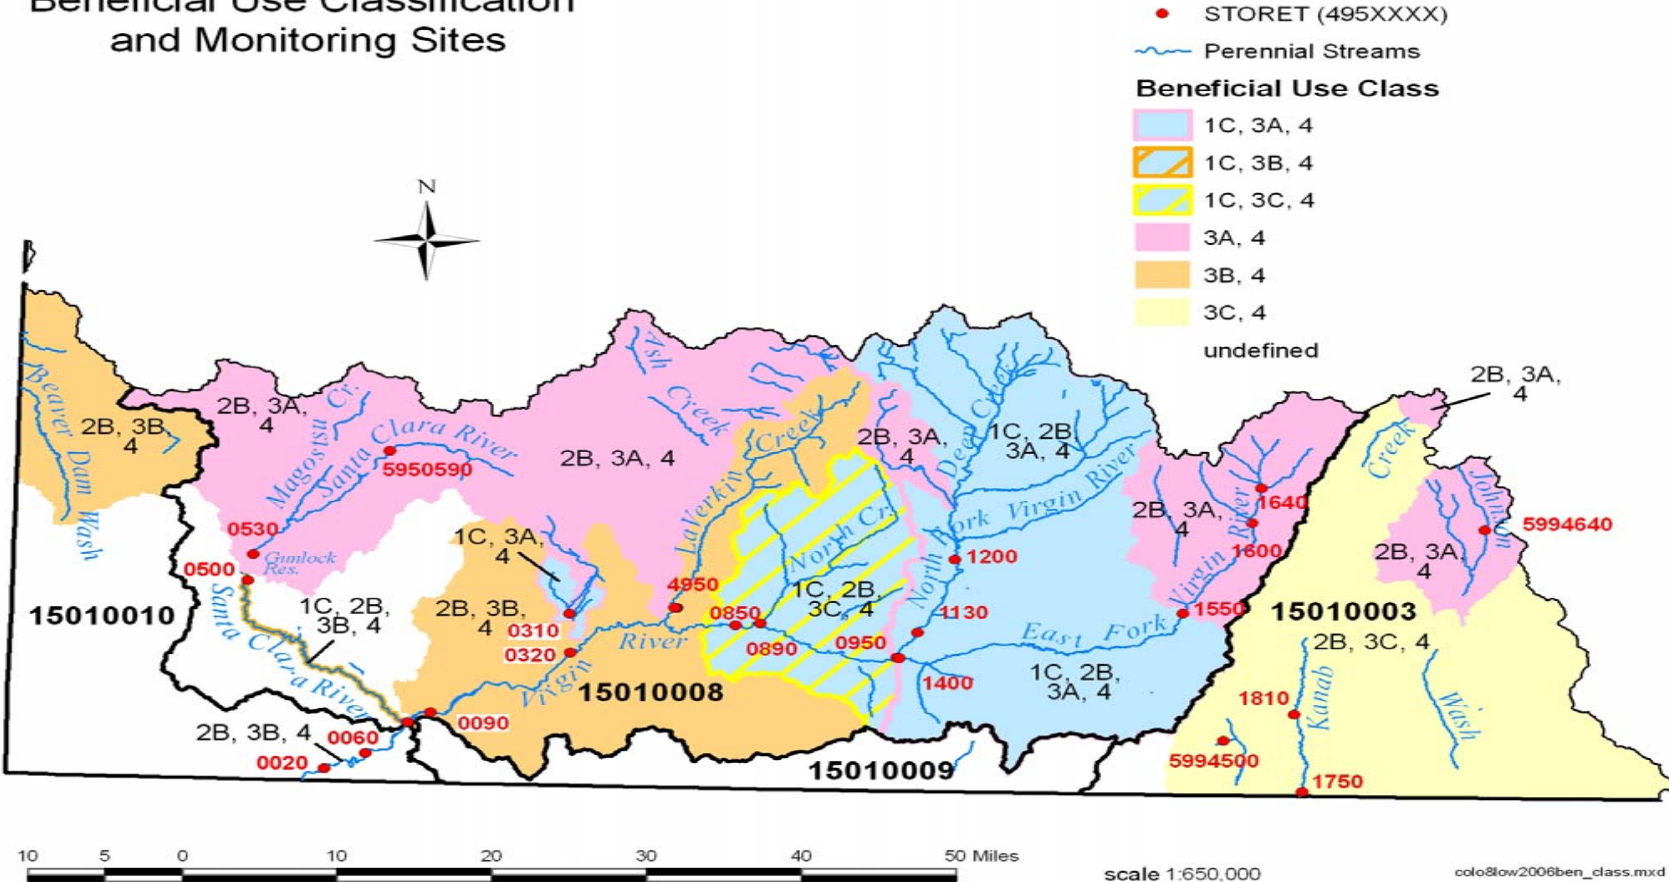 Beneficial Use Classification
and Monitoring Sites
STORET (495XXXX)
Perennial Streams
Beneficial Use Class
1C, 3A, 4
1C, 3B, 4
1C, 3C, 4
3A, 4
3B, 4
3C, 4
undefined
N
Beaver Dam Wash
2B, 3B,
4
2B, 3A,
4
Magosisu Cr.
Santa Clara River
5950590
0530
Gunlock
Res.
0500
15010010
1C, 2B,
3B, 4
Santa Clara River
2B, 3B, 4
0060
0020
0090
Ash Creek
2B, 3A, 4
1C, 3A,
4
2B, 3B,
4
0310
0320
Virgin River
15010008
LaVerkin Creek
4950
0850
0890
North Cr.
1C, 2B,
3C, 4
0950
2B, 3A,
4
Deep Creek
1C, 2B,
3A, 4
North Fork Virgin River
1200
1130
1400
East Fork Virgin River
1C, 2B,
3A, 4
15010009
2B, 3A,
4
1640
1600
1550
15010003
2B, 3C, 4
2B, 3A,
4
Creek
Johnson
5994640
2B, 3A,
4
1810
Kanab
Wash
5994500
1750
10 5 0 10 20 30 40 50 Miles
scale 1:650,000
colo8low2006ben_class.mxd